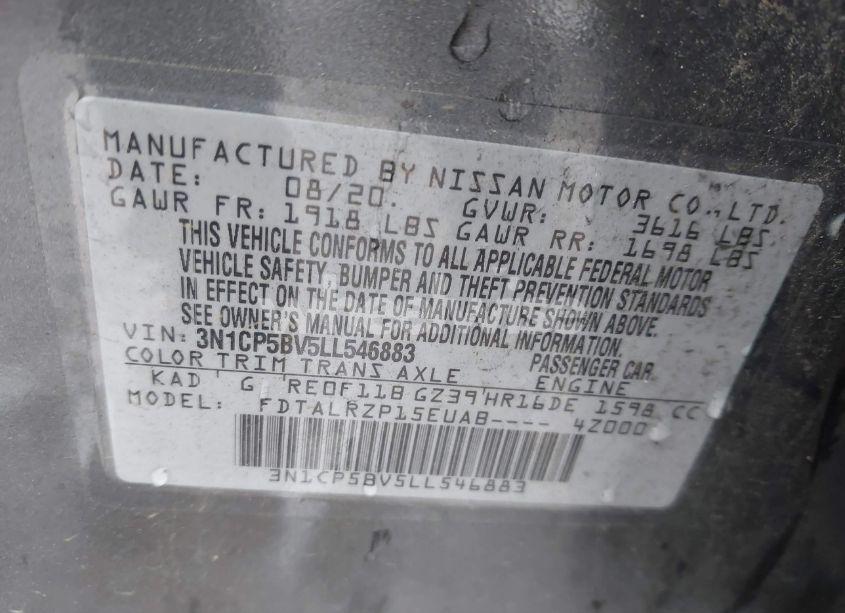 MANUFACTURED BY NISSAN MOTOR CO., LTD.
DATE: 08/20. GVWR: 3616 LBS
GAWR FR: 1918 LBS GAWR RR: 1698 LBS
THIS VEHICLE CONFORMS TO ALL APPLICABLE FEDERAL MOTOR
VEHICLE SAFETY, BUMPER AND THEFT PREVENTION STANDARDS
IN EFFECT ON THE DATE OF MANUFACTURE SHOWN ABOVE.
SEE OWNER'S MANUAL FOR ADDITIONAL INFORMATION.
VIN: 3N1CP5BV5LL546883 PASSENGER CAR
COLOR TRIM TRANS AXLE ENGINE
KAD ' G ' RE0F11B GZ39'HR16DE 1598 CC
MODEL: FDTALRZP15EUAB---- 4Z000
3N1CP5BV5LL546883